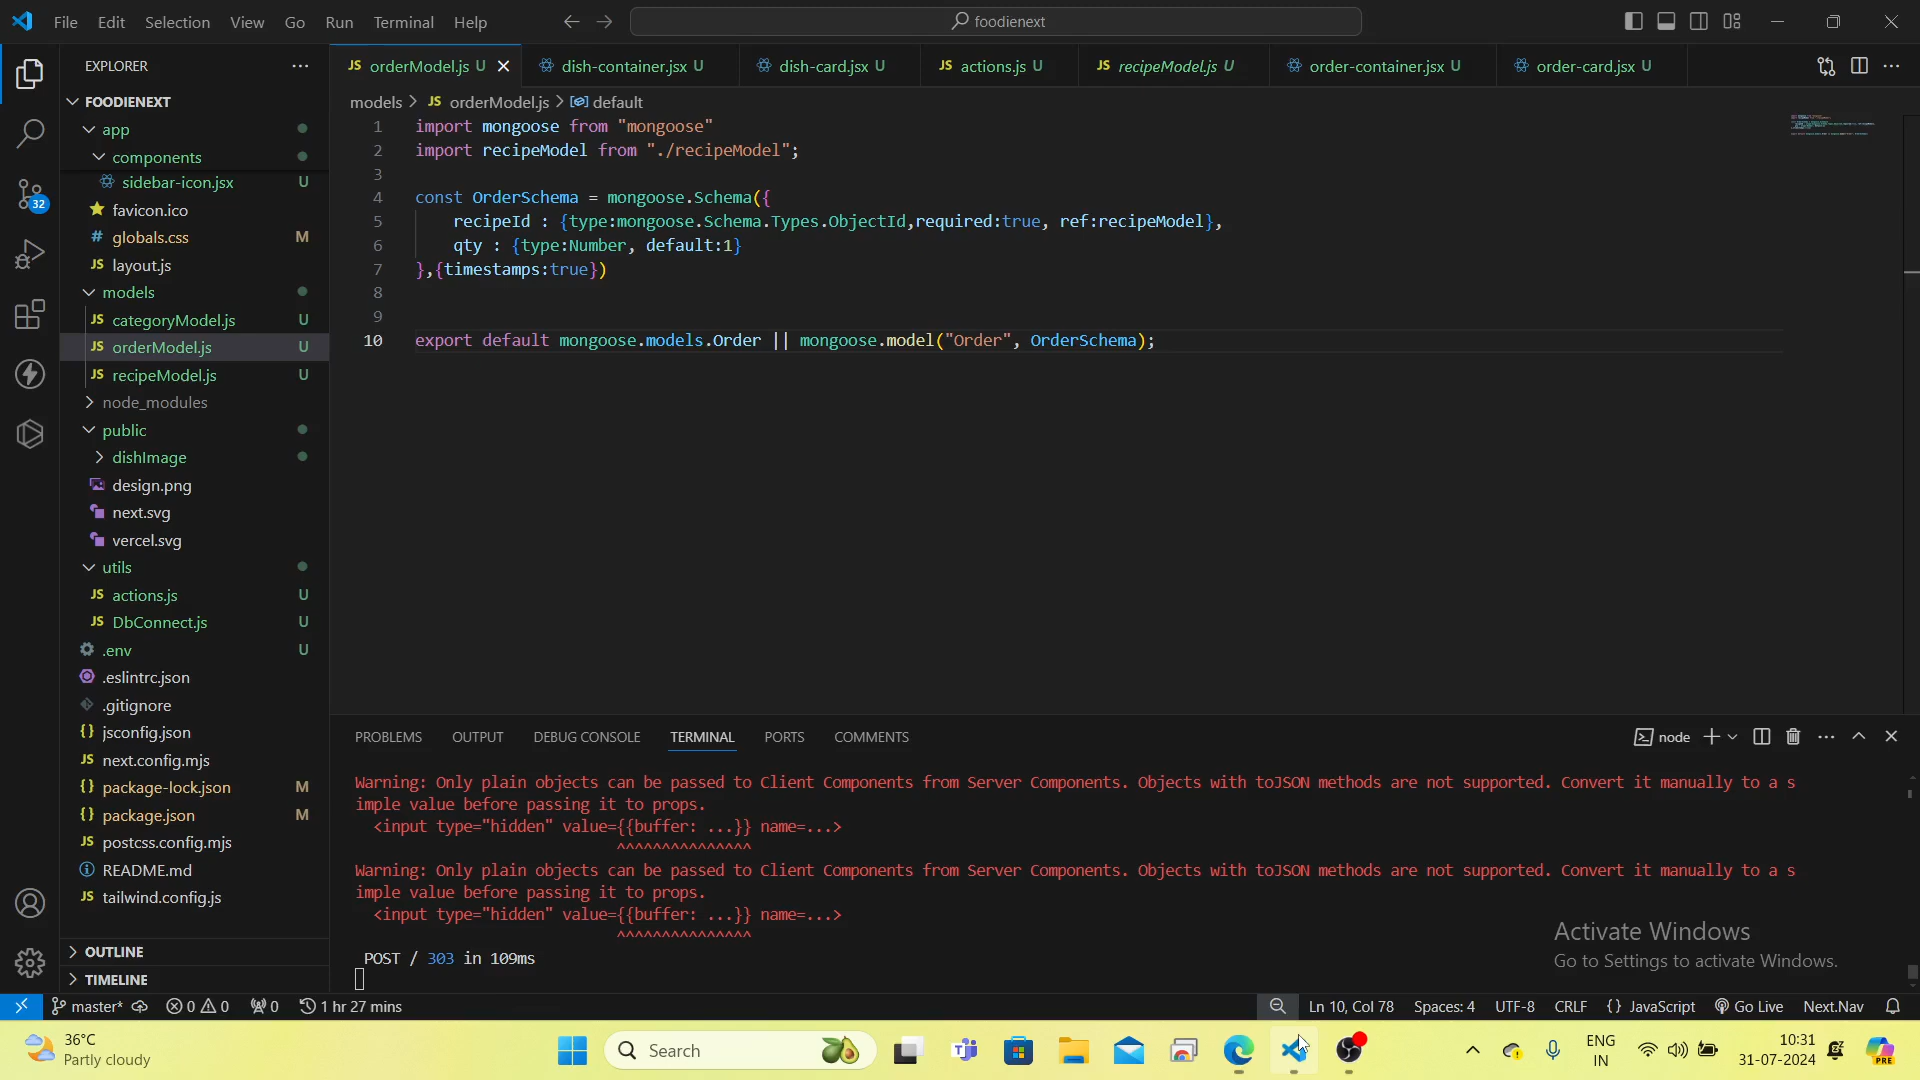 File Edit Selection View Go Run Terminal Help
foodienext
EXPLORER
FOODIENEXT
app
components
sidebar-icon.jsx U
favicon.ico
globals.css M
layout.js
models
categoryModel.js U
orderModel.js U
recipeModel.js U
node_modules
public
dishImage
design.png
next.svg
vercel.svg
utils
actions.js U
DbConnect.js U
.env U
.eslintrc.json
.gitignore
jsconfig.json
next.config.mjs
package-lock.json M
package.json M
postcss.config.mjs
README.md
tailwind.config.js
OUTLINE
TIMELINE
JS orderModel.js U dish-container.jsx U dish-card.jsx U JS actions.js U JS recipeModel.js U order-container.jsx U order-card.jsx U
models > JS orderModel.js > default
1 import mongoose from "mongoose"
2 import recipeModel from "./recipeModel";
3
4 const OrderSchema = mongoose.Schema({
5 recipeId : {type:mongoose.Schema.Types.ObjectId,required:true, ref:recipeModel},
6 qty : {type:Number, default:1}
7 },{timestamps:true})
8
9
10 export default mongoose.models.Order || mongoose.model("Order", OrderSchema);
PROBLEMS OUTPUT DEBUG CONSOLE TERMINAL PORTS COMMENTS
node
Warning: Only plain objects can be passed to Client Components from Server Components. Objects with toJSON methods are not supported. Convert it manually to a s
imple value before passing it to props.
<input type="hidden" value={{buffer: ...}} name=...>
^^^^^^^^^^^^^^^
Warning: Only plain objects can be passed to Client Components from Server Components. Objects with toJSON methods are not supported. Convert it manually to a s
imple value before passing it to props.
<input type="hidden" value={{buffer: ...}} name=...>
^^^^^^^^^^^^^^^
POST / 303 in 109ms
Activate Windows
Go to Settings to activate Windows.
32
master* 0 0 0 1 hr 27 mins
Ln 10, Col 78 Spaces: 4 UTF-8 CRLF {} JavaScript Go Live Next.Nav
36°C
Partly cloudy
Search
ENG
IN
10:31
31-07-2024
PRE